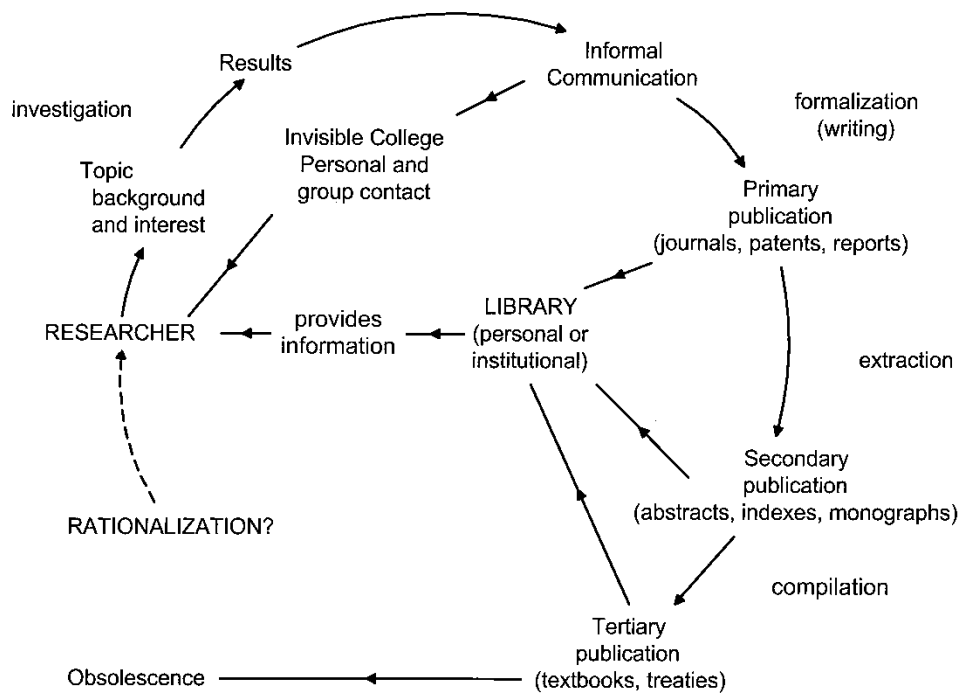 Results
Informal
Communication
investigation
formalization
(writing)
Invisible College
Personal and
group contact
Topic
background
and interest
Primary
publication
(journals, patents, reports)
RESEARCHER
provides
information
LIBRARY
(personal or
institutional)
extraction
Secondary
publication
(abstracts, indexes, monographs)
RATIONALIZATION?
compilation
Tertiary
publication
(textbooks, treaties)
Obsolescence